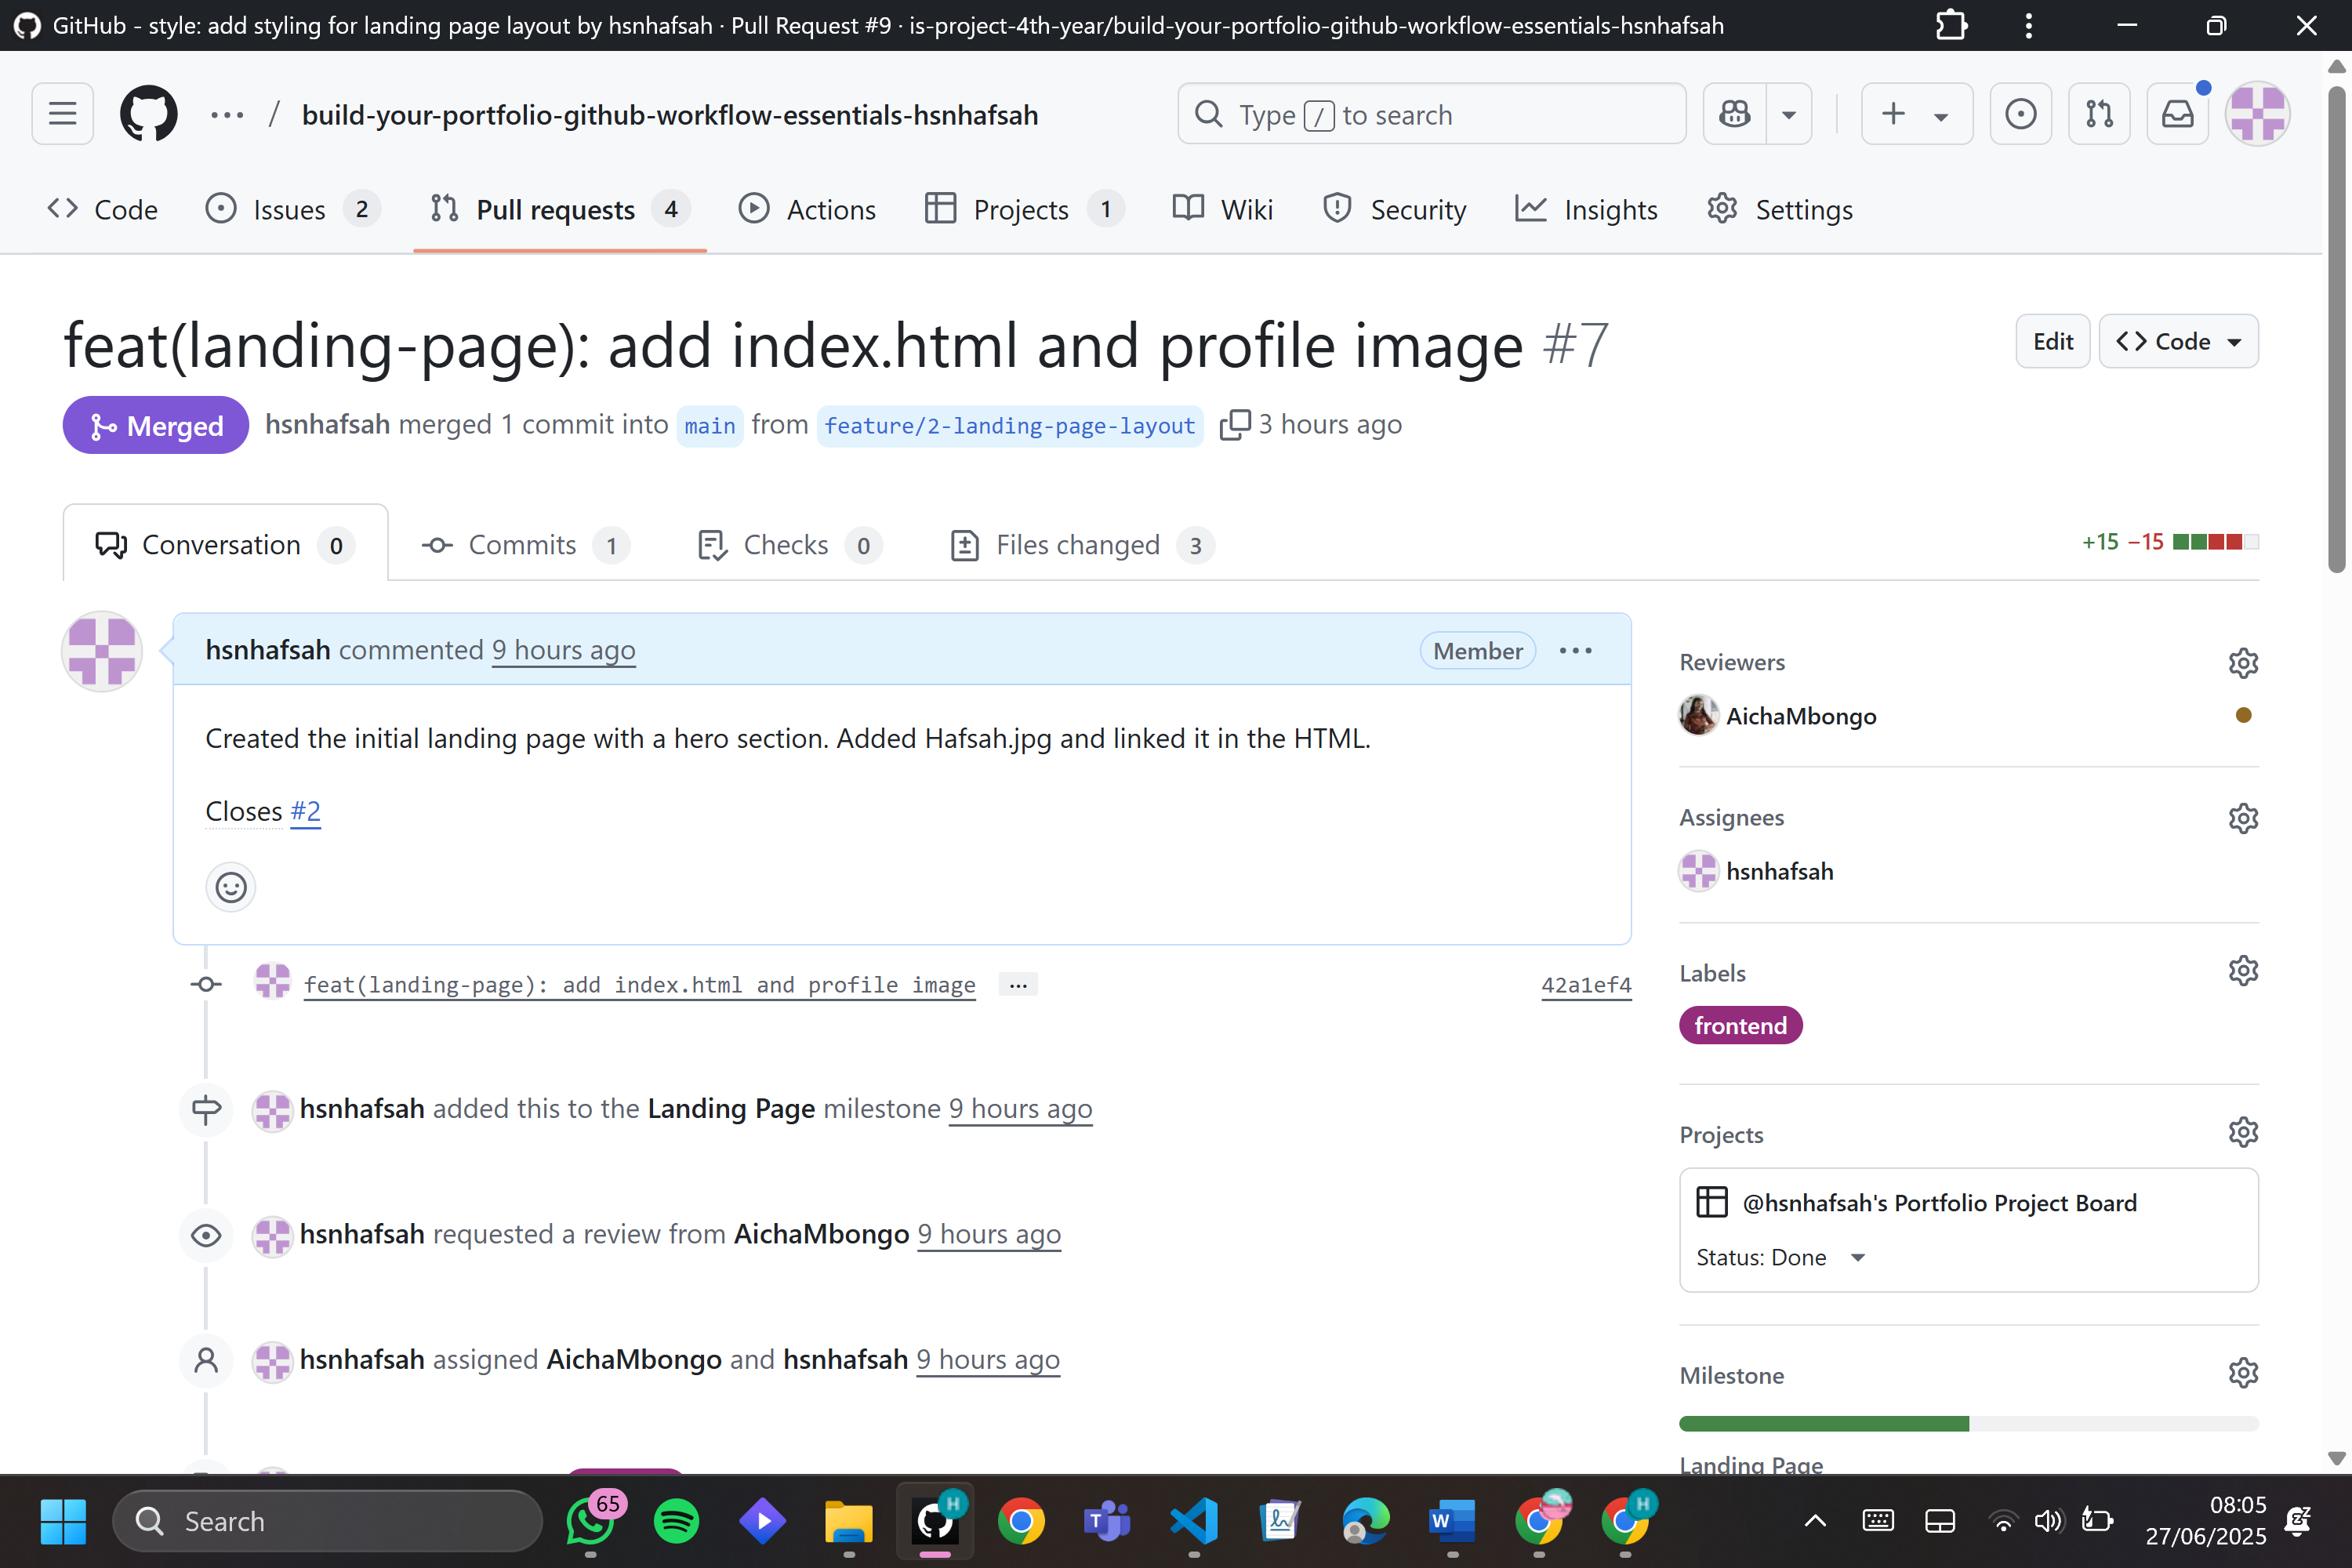 GitHub - style: add styling for landing page layout by hsnhafsah · Pull Request #9 · is-project-4th-year/build-your-portfolio-github-workflow-essentials-hsnhafsah
... / build-your-portfolio-github-workflow-essentials-hsnhafsah
Type / to search
Code
Issues 2
Pull requests 4
Actions
Projects 1
Wiki
Security
Insights
Settings
feat(landing-page): add index.html and profile image #7
Edit
Code
Merged
hsnhafsah merged 1 commit into main from feature/2-landing-page-layout 3 hours ago
Conversation 0
Commits 1
Checks 0
Files changed 3
+15 −15
hsnhafsah commented 9 hours ago
Member
Created the initial landing page with a hero section. Added Hafsah.jpg and linked it in the HTML.
Closes #2
feat(landing-page): add index.html and profile image ...
42a1ef4
hsnhafsah added this to the Landing Page milestone 9 hours ago
hsnhafsah requested a review from AichaMbongo 9 hours ago
hsnhafsah assigned AichaMbongo and hsnhafsah 9 hours ago
Reviewers
AichaMbongo
Assignees
hsnhafsah
Labels
frontend
Projects
@hsnhafsah's Portfolio Project Board
Status: Done
Milestone
Landing Page
Search
65
H
T
W
H
08:05
27/06/2025